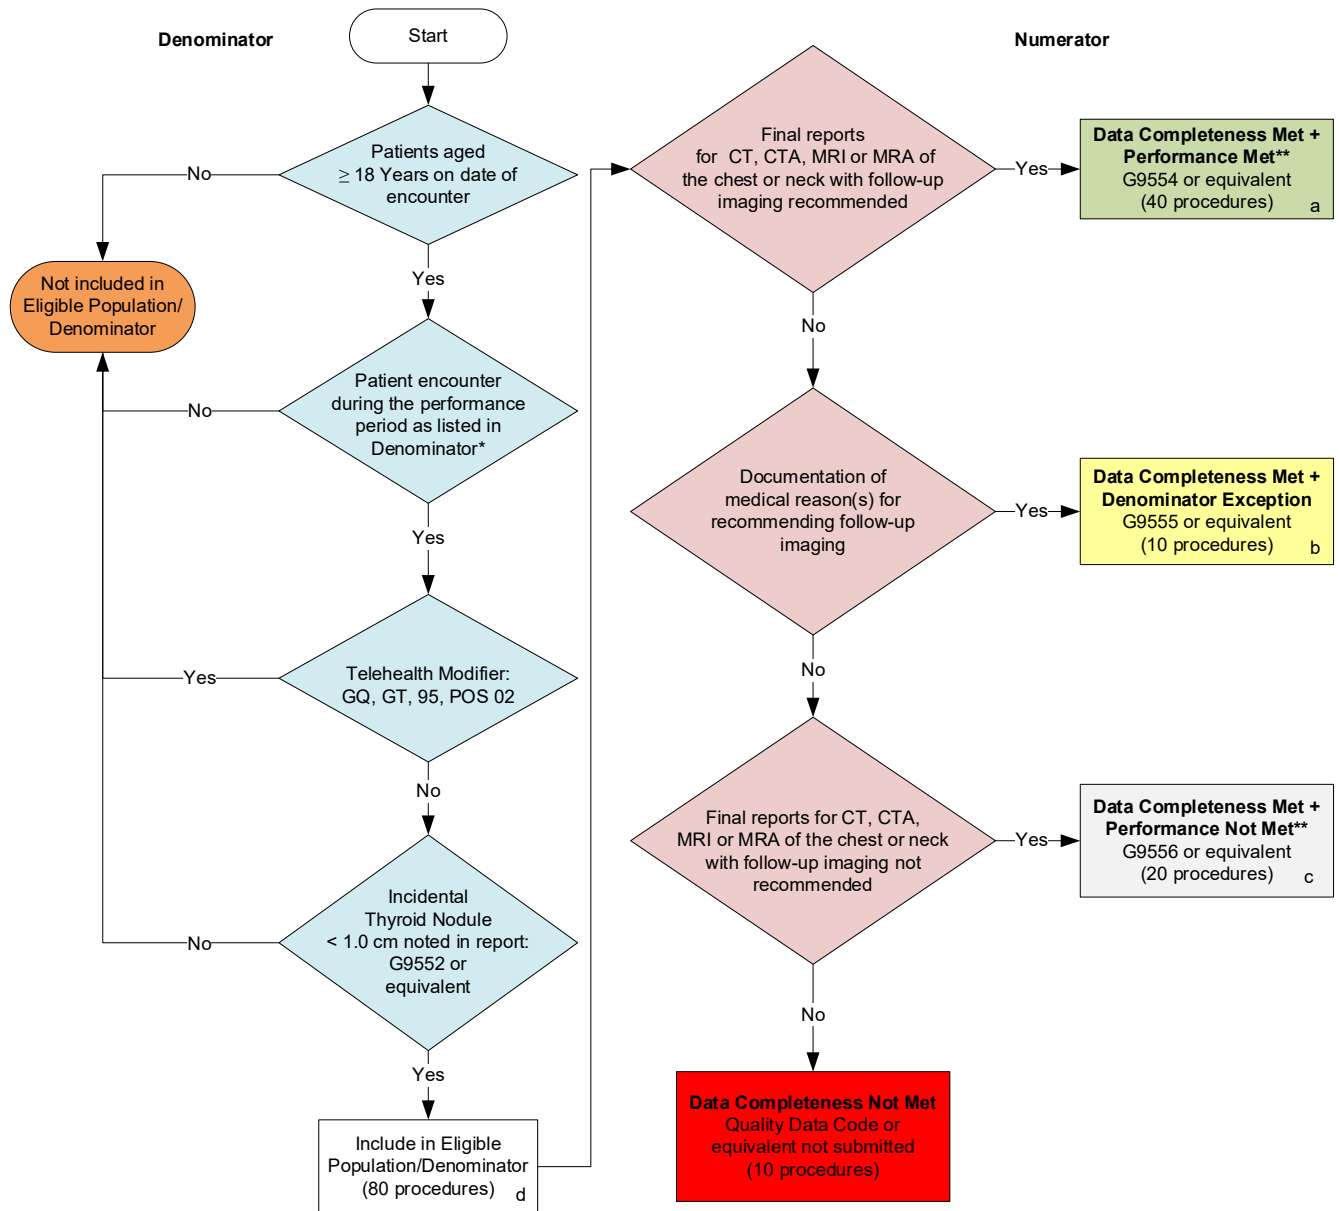 Denominator
Start
Numerator
Patients aged
≥ 18 Years on date of
encounter
No
Yes
Not included in
Eligible Population/
Denominator
Patient encounter
during the performance
period as listed in
Denominator*
No
Yes
Telehealth Modifier:
GQ, GT, 95, POS 02
Yes
No
Incidental
Thyroid Nodule
< 1.0 cm noted in report:
G9552 or
equivalent
No
Yes
Include in Eligible
Population/Denominator
(80 procedures) d
Final reports
for CT, CTA, MRI or MRA of
the chest or neck with follow-up
imaging recommended
Yes
Data Completeness Met +
Performance Met**
G9554 or equivalent
(40 procedures) a
No
Documentation of
medical reason(s) for
recommending follow-up
imaging
Yes
Data Completeness Met +
Denominator Exception
G9555 or equivalent
(10 procedures) b
No
Final reports for CT, CTA,
MRI or MRA of the chest or neck
with follow-up imaging not
recommended
Yes
Data Completeness Met +
Performance Not Met**
G9556 or equivalent
(20 procedures) c
No
Data Completeness Not Met
Quality Data Code or
equivalent not submitted
(10 procedures)